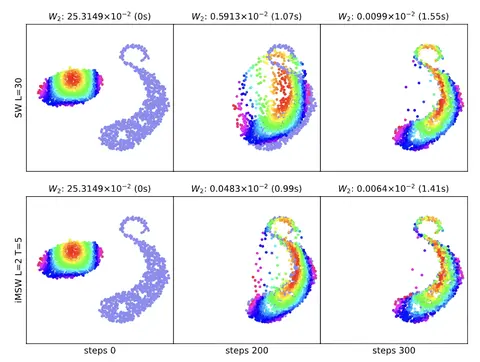 W₂: 25.3149×10⁻² (0s)
W₂: 0.5913×10⁻² (1.07s)
W₂: 0.0099×10⁻² (1.55s)
SW L=30
W₂: 25.3149×10⁻² (0s)
W₂: 0.0483×10⁻² (0.99s)
W₂: 0.0064×10⁻² (1.41s)
iMSW L=2 T=5
steps 0
steps 200
steps 300